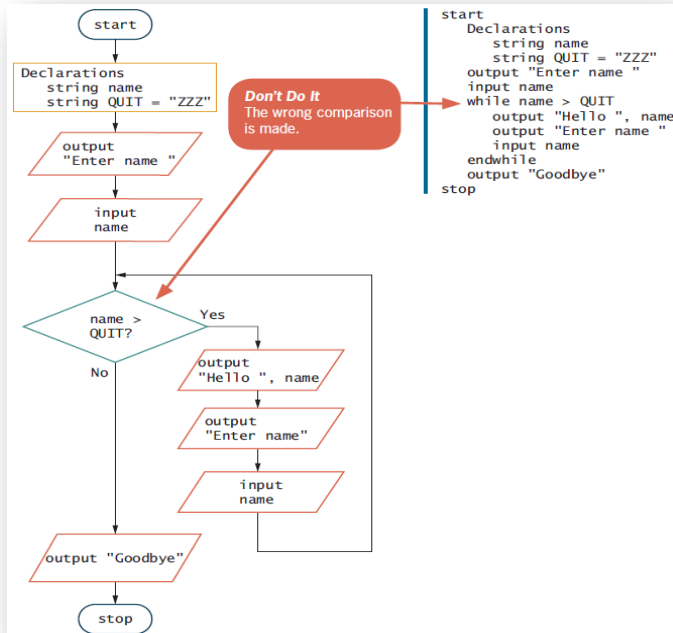 start
Declarations
string name
string QUIT = "ZZZ"
output
"Enter name "
input
name
name >
QUIT?
Yes
No
output
"Hello ", name
output
"Enter name"
input
name
output "Goodbye"
stop
Don't Do It
The wrong comparison
is made.
start
Declarations
string name
string QUIT = "ZZZ"
output "Enter name "
input name
while name > QUIT
output "Hello ", name
output "Enter name "
input name
endwhile
output "Goodbye"
stop